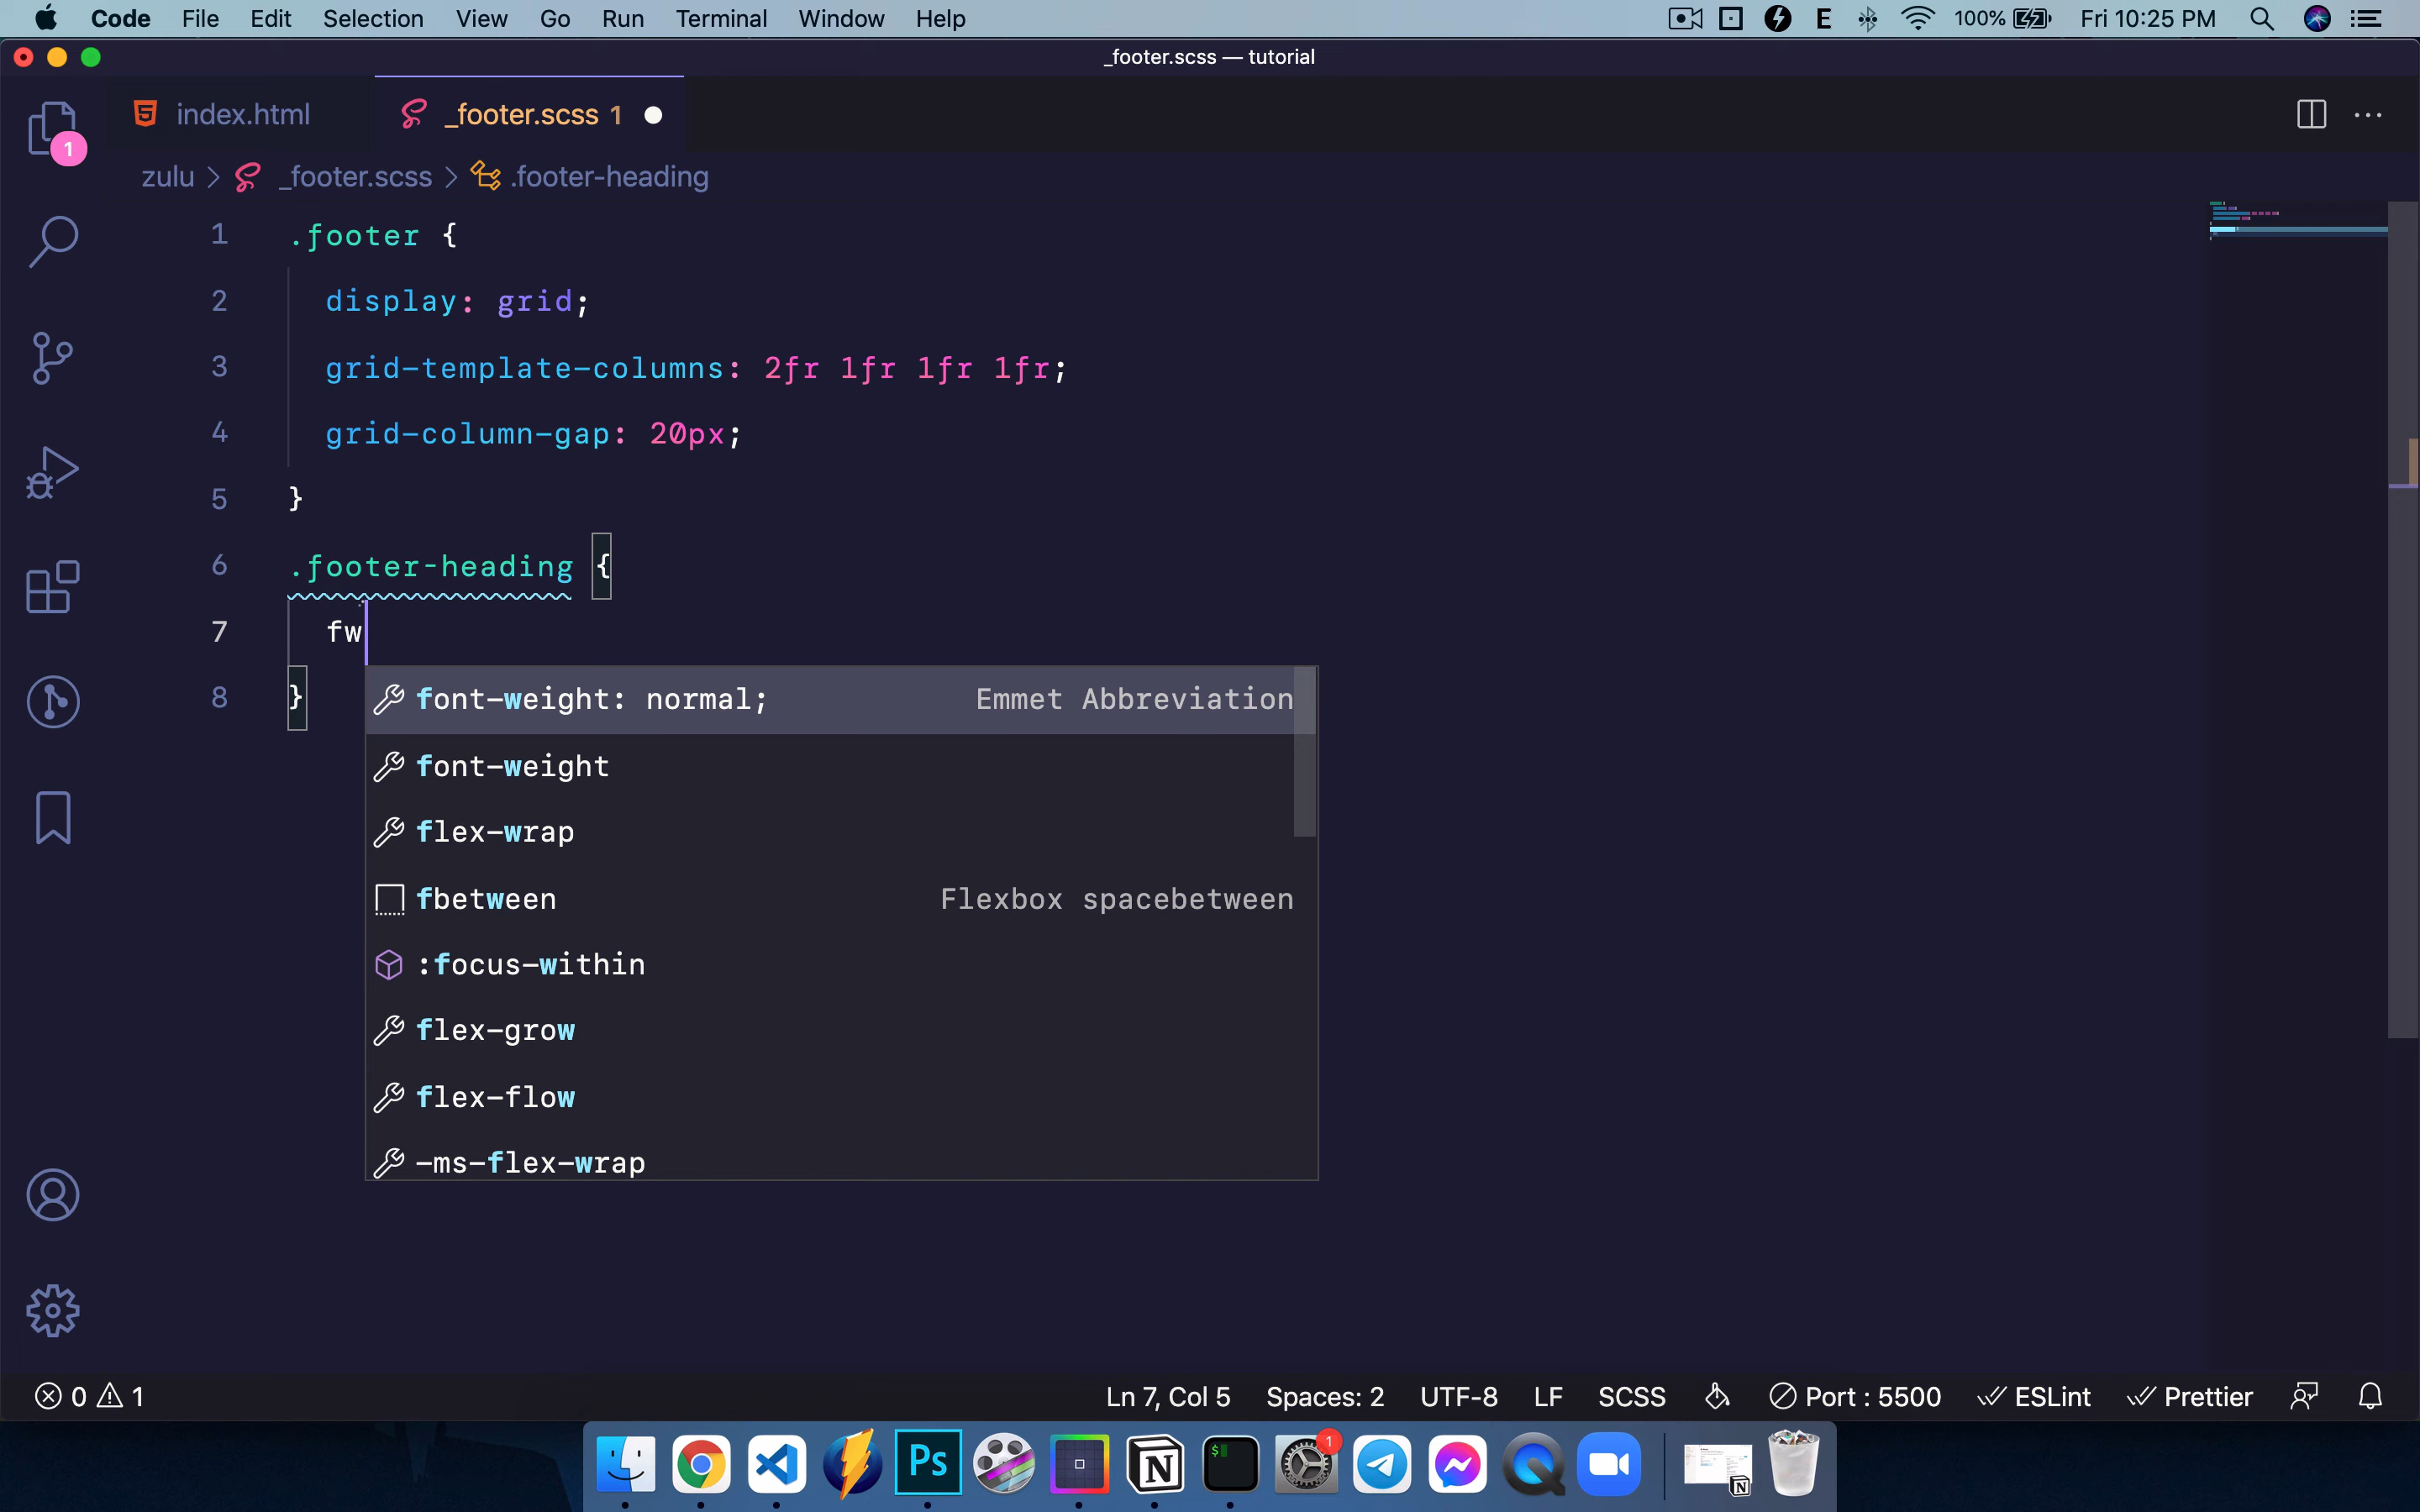 Code File Edit Selection View Go Run Terminal Window Help E 100% Fri 10:25 PM
_footer.scss — tutorial
index.html _footer.scss 1
1
zulu > _footer.scss > .footer-heading
1 .footer {
2 display: grid;
3 grid-template-columns: 2fr 1fr 1fr 1fr;
4 grid-column-gap: 20px;
5 }
6 .footer-heading {
7 fw
8 }
font-weight: normal; Emmet Abbreviation
font-weight
flex-wrap
fbetween Flexbox spacebetween
:focus-within
flex-grow
flex-flow
-ms-flex-wrap
0 1 Ln 7, Col 5 Spaces: 2 UTF-8 LF SCSS Port : 5500 ESLint Prettier
Ps N $ 1 N